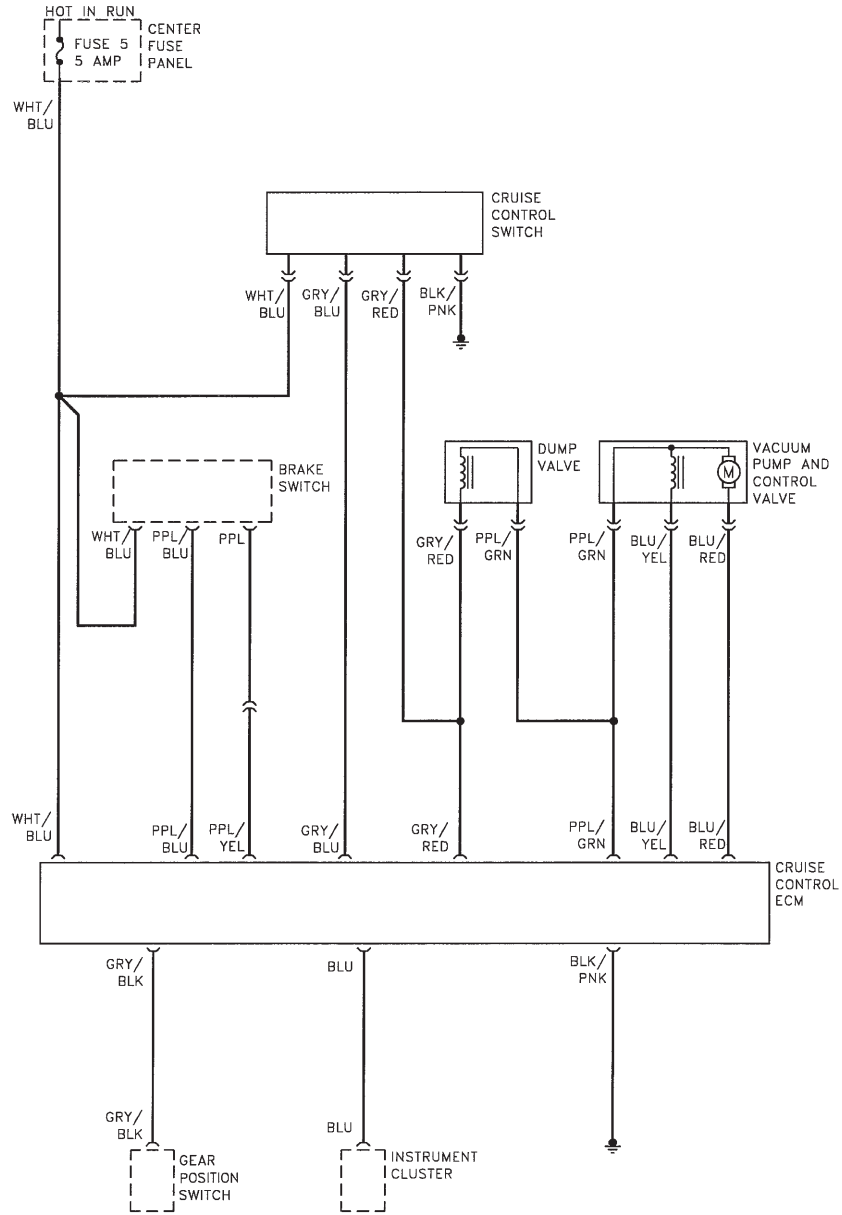 HOT IN RUN
FUSE 5
5 AMP
CENTER
FUSE
PANEL
WHT/
BLU
CRUISE
CONTROL
SWITCH
WHT/
BLU
GRY/
BLU
GRY/
RED
BLK/
PNK
BRAKE
SWITCH
DUMP
VALVE
M
VACUUM
PUMP AND
CONTROL
VALVE
WHT/
BLU
PPL/
BLU
PPL
GRY/
RED
PPL/
GRN
PPL/
GRN
BLU/
YEL
BLU/
RED
WHT/
BLU
PPL/
BLU
PPL/
YEL
GRY/
BLU
GRY/
RED
PPL/
GRN
BLU/
YEL
BLU/
RED
CRUISE
CONTROL
ECM
GRY/
BLK
BLU
BLK/
PNK
GRY/
BLK
BLU
GEAR
POSITION
SWITCH
INSTRUMENT
CLUSTER